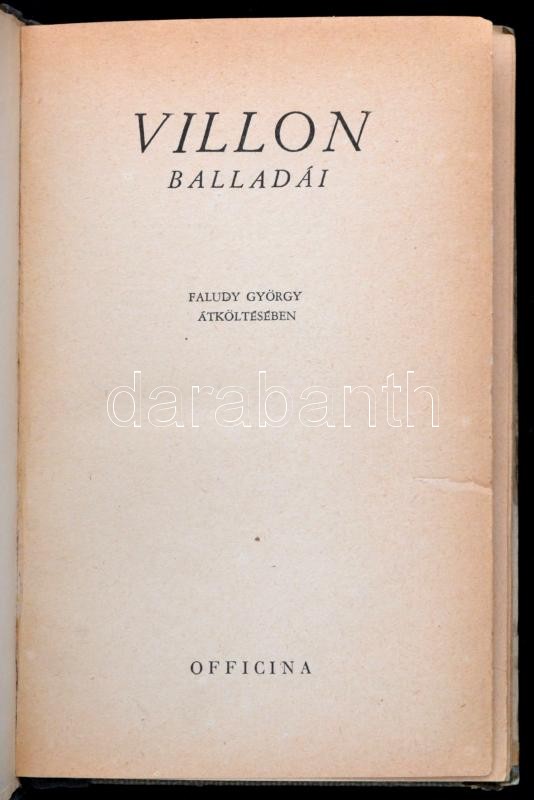 VILLON
BALLADÁI
FALUDY GYÖRGY
ÁTKÖLTÉSÉBEN
darabanth
OFFICINA